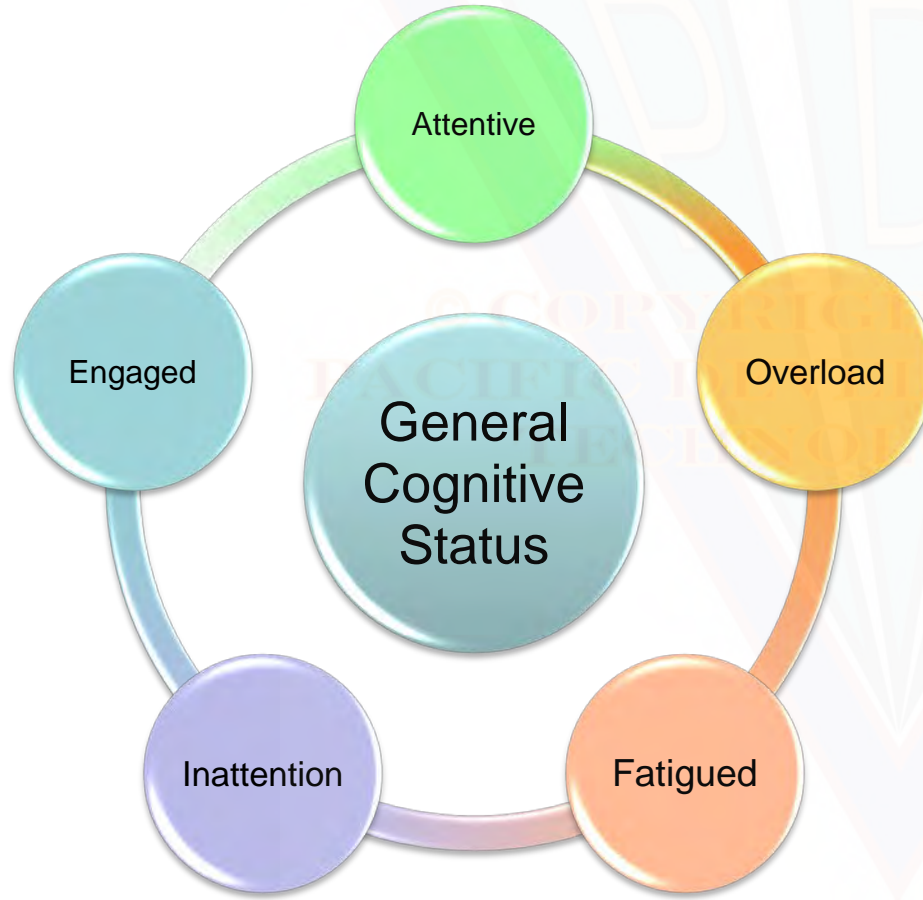 Attentive
Engaged
Overload
General
Cognitive
Status
Inattention
Fatigued